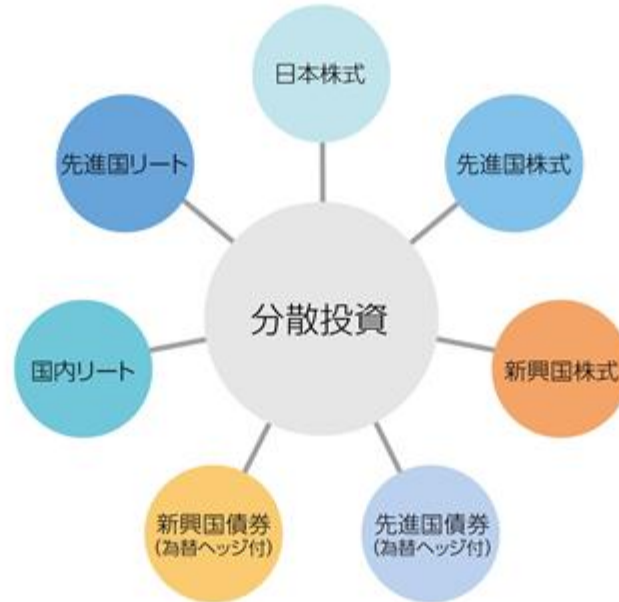 日本株式
先進国リート
先進国株式
分散投資
国内リート
新興国株式
新興国債券
(為替ヘッジ付)
先進国債券
(為替ヘッジ付)